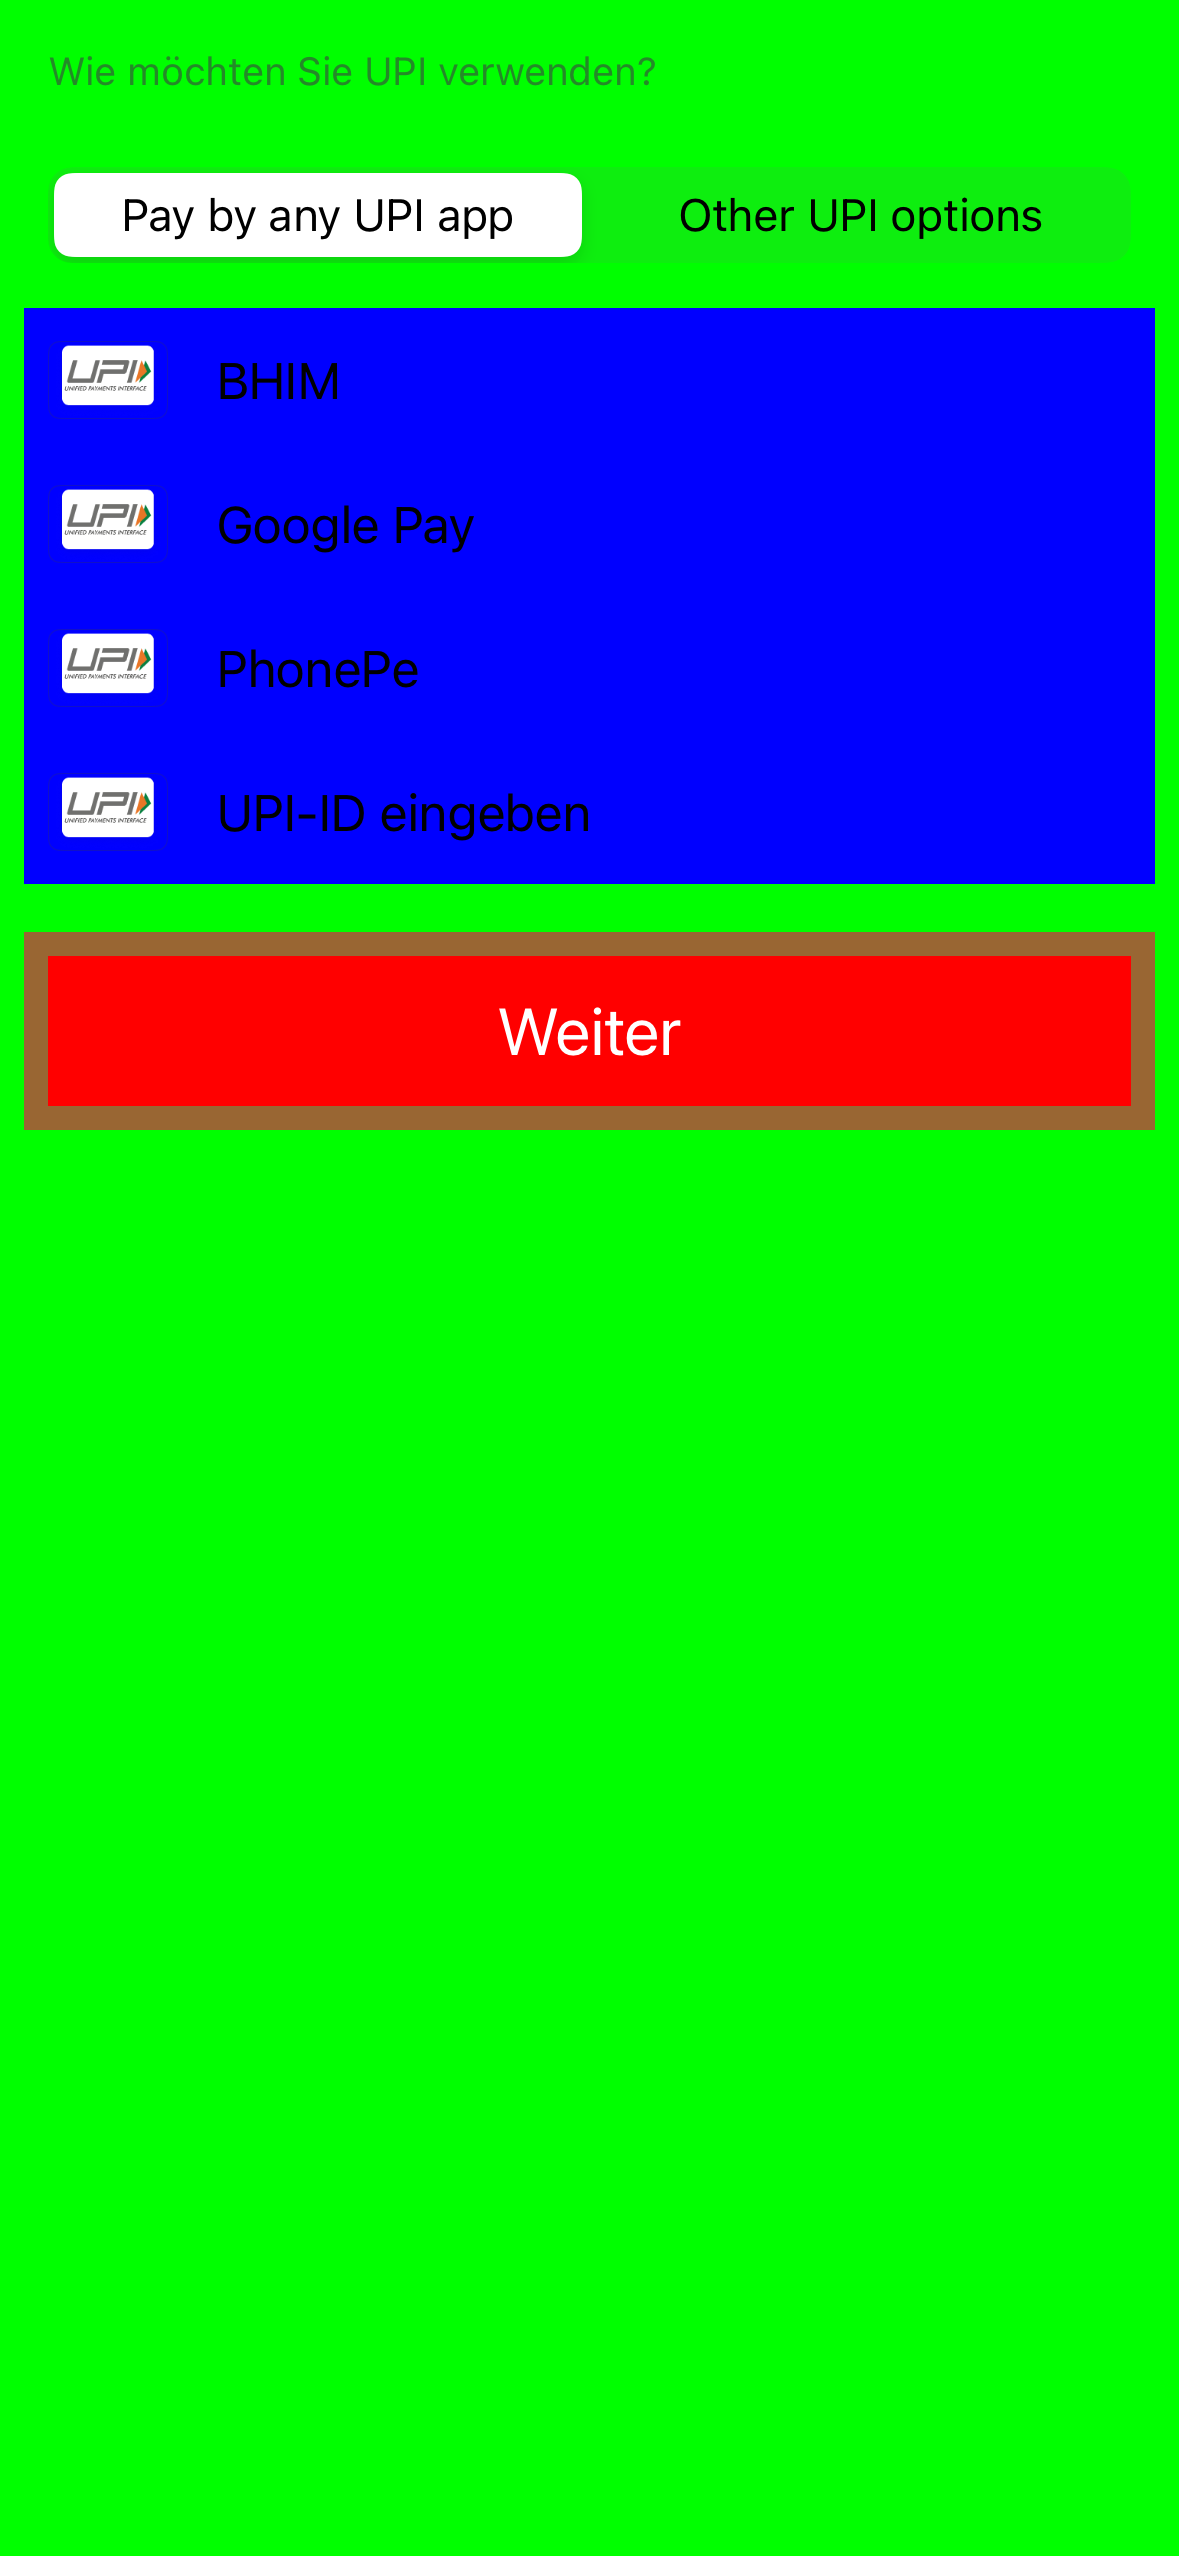 Wie möchten Sie UPI verwenden?
Pay by any UPI app
Other UPI options
UPI
UNIFIED PAYMENTS INTERFACE
BHIM
UPI
UNIFIED PAYMENTS INTERFACE
Google Pay
UPI
UNIFIED PAYMENTS INTERFACE
PhonePe
UPI
UNIFIED PAYMENTS INTERFACE
UPI-ID eingeben
Weiter